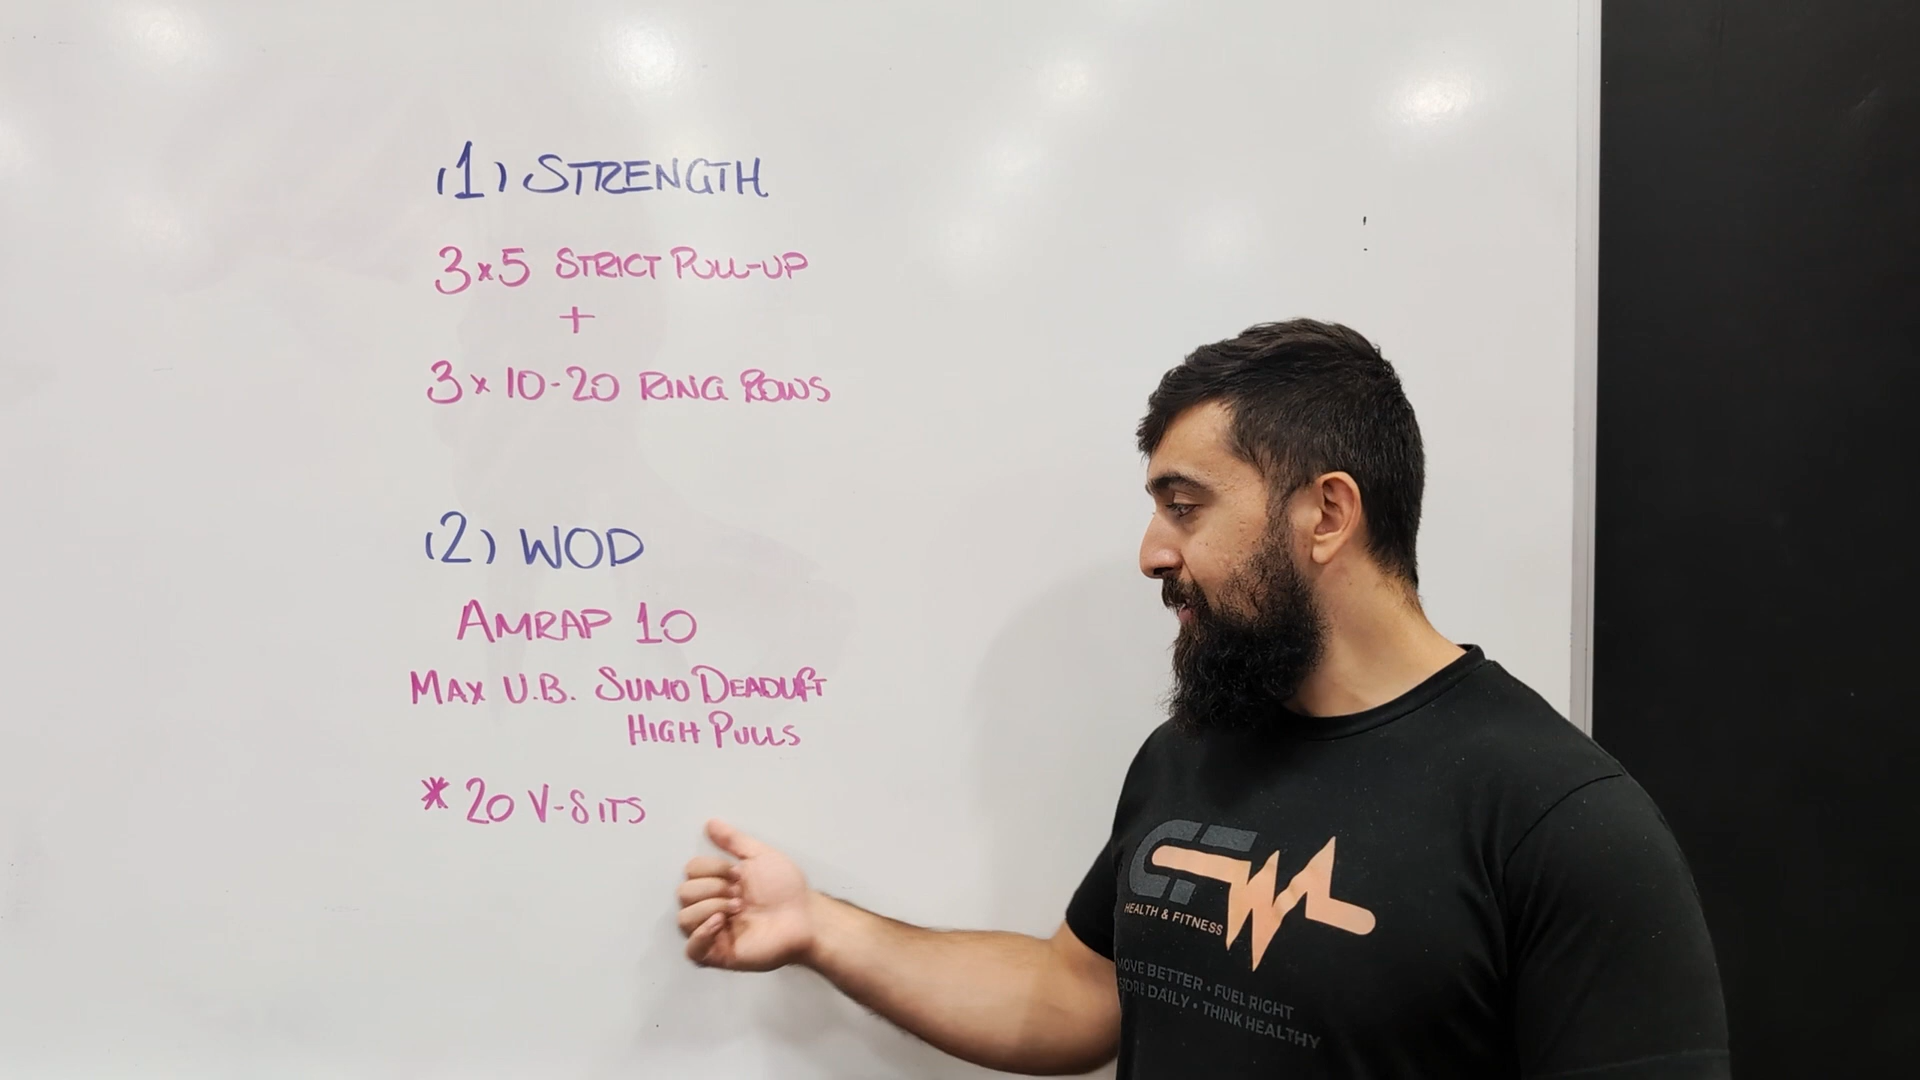 (1) STRENGTH
3x5 STRICT PULL-UP
+
3 x 10-20 RING ROWS
(2) WOD
AMRAP 10
MAX U.B. SUMO DEADLIFT
HIGH PULLS
* 20 V-SITS
CFW
HEALTH & FITNESS
MOVE BETTER • FUEL RIGHT
DAILY • THINK HEALTHY